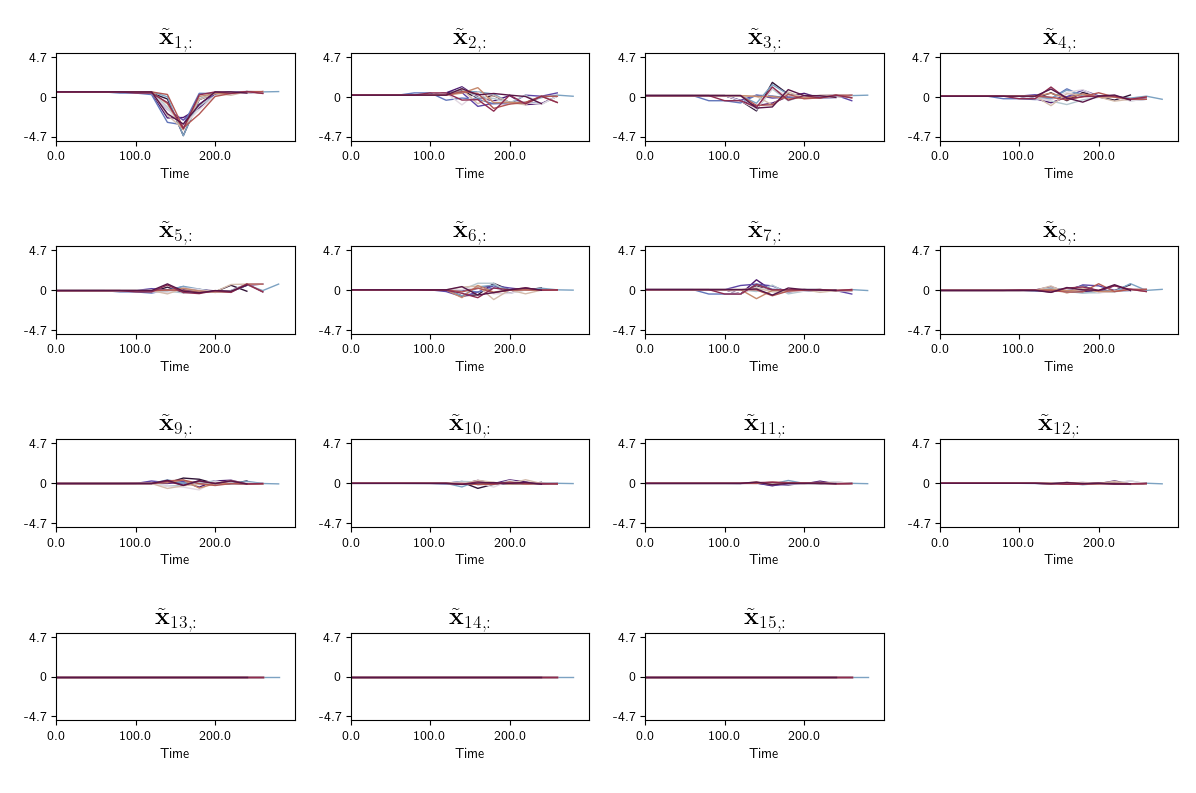 x̃1,: x̃2,: x̃3,: x̃4,:
4.7 4.7 4.7 4.7
0 0 0 0
-4.7 -4.7 -4.7 -4.7
0.0 100.0 200.0 0.0 100.0 200.0 0.0 100.0 200.0 0.0 100.0 200.0
Time Time Time Time
x̃5,: x̃6,: x̃7,: x̃8,:
4.7 4.7 4.7 4.7
0 0 0 0
-4.7 -4.7 -4.7 -4.7
0.0 100.0 200.0 0.0 100.0 200.0 0.0 100.0 200.0 0.0 100.0 200.0
Time Time Time Time
x̃9,: x̃10,: x̃11,: x̃12,:
4.7 4.7 4.7 4.7
0 0 0 0
-4.7 -4.7 -4.7 -4.7
0.0 100.0 200.0 0.0 100.0 200.0 0.0 100.0 200.0 0.0 100.0 200.0
Time Time Time Time
x̃13,: x̃14,: x̃15,:
4.7 4.7 4.7
0 0 0
-4.7 -4.7 -4.7
0.0 100.0 200.0 0.0 100.0 200.0 0.0 100.0 200.0
Time Time Time